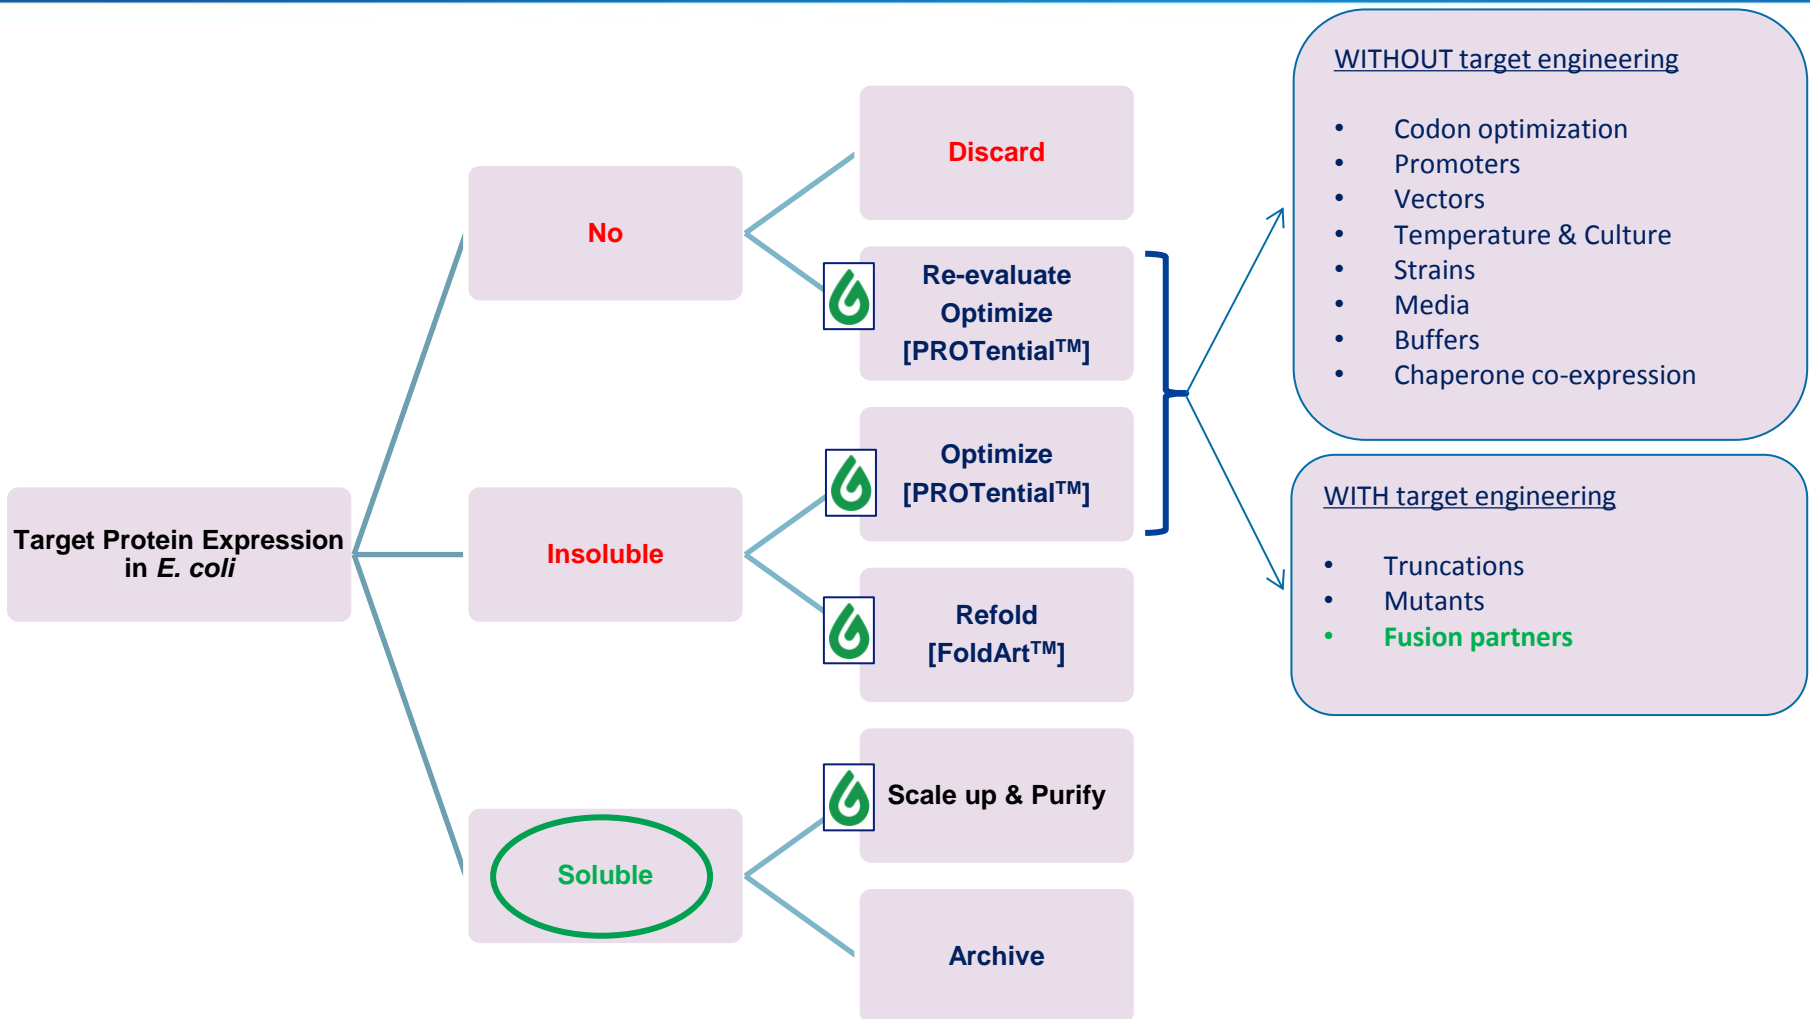 Target Protein Expression
in E. coli
No
Insoluble
Soluble
Discard
Re-evaluate
Optimize
[PROTential™]
Optimize
[PROTential™]
Refold
[FoldArt™]
Scale up & Purify
Archive
WITHOUT target engineering
• Codon optimization
• Promoters
• Vectors
• Temperature & Culture
• Strains
• Media
• Buffers
• Chaperone co-expression
WITH target engineering
• Truncations
• Mutants
• Fusion partners